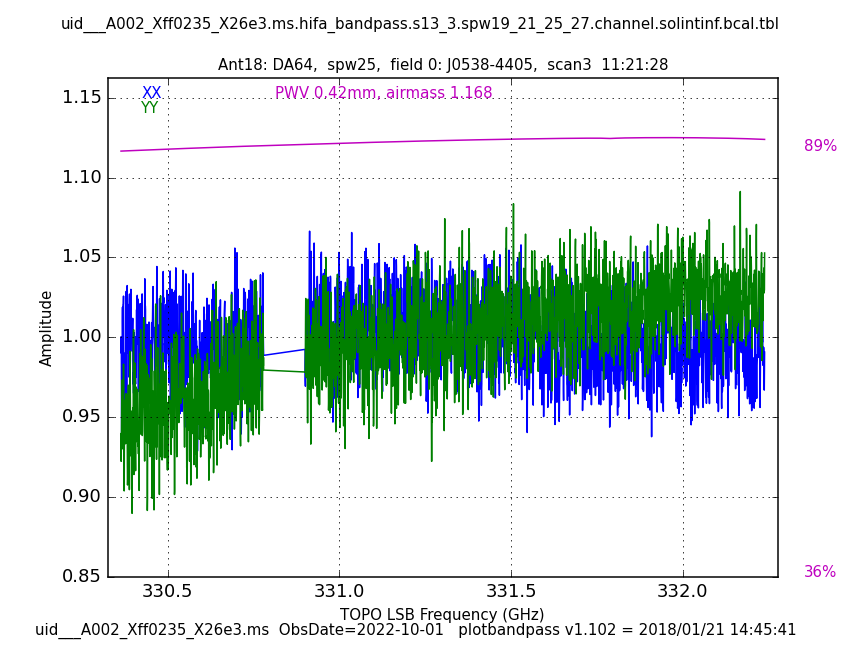 uid___A002_Xff0235_X26e3.ms.hifa_bandpass.s13_3.spw19_21_25_27.channel.solintinf.bcal.tbl
Ant18: DA64,  spw25,  field 0: J0538-4405,  scan3  11:21:28
XX
YY
PWV 0.42mm, airmass 1.168
89%
36%
Amplitude
1.15
1.10
1.05
1.00
0.95
0.90
0.85
330.5 331.0 331.5 332.0
TOPO LSB Frequency (GHz)
uid___A002_Xff0235_X26e3.ms  ObsDate=2022-10-01   plotbandpass v1.102 = 2018/01/21 14:45:41